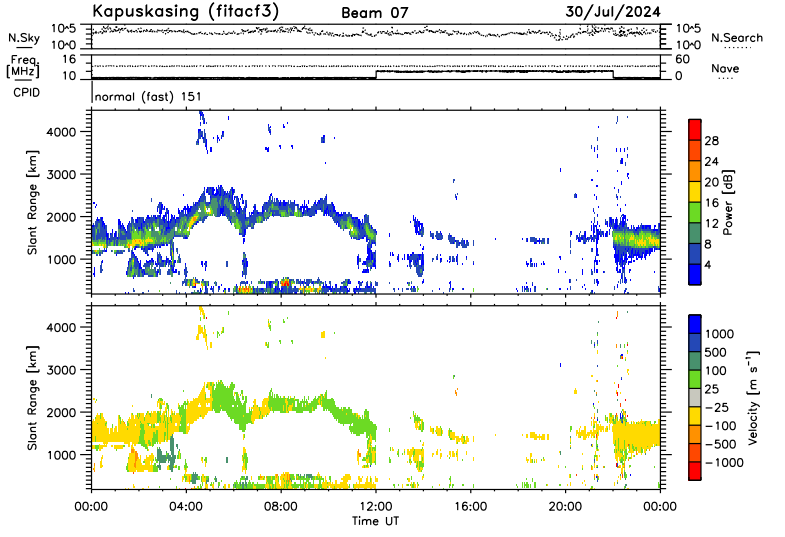 Kapuskasing (fitacf3) Beam 07 30/Jul/2024
N.Sky 10^5 10^0 10^5 10^0 N.Search
Freq. [MHz] 16 10 60 0 Nave
CPID normal (fast) 151
Slant Range [km]
4000
3000
2000
1000
28
24
20
16
12
8
4
Power [dB]
Slant Range [km]
4000
3000
2000
1000
1000
500
100
25
−25
−100
−500
−1000
Velocity [m s⁻¹]
00:00 04:00 08:00 12:00 16:00 20:00 00:00
Time UT